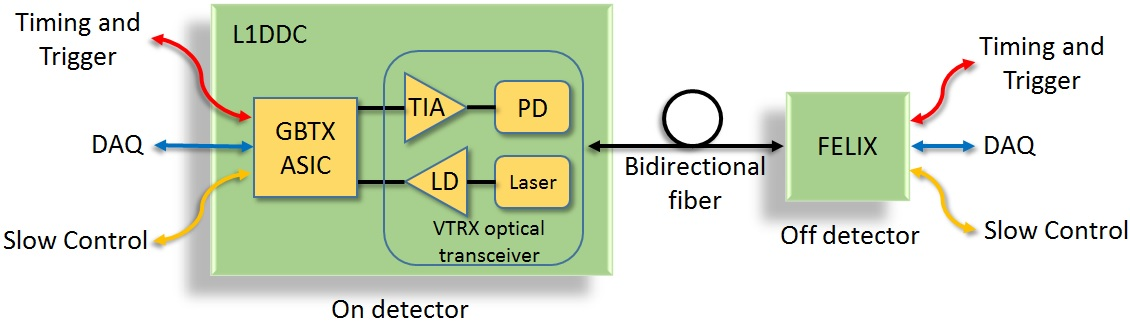 Timing and
Trigger
DAQ
Slow Control
L1DDC
GBTX
ASIC
TIA
PD
LD
Laser
VTRX optical
transceiver
On detector
Bidirectional
fiber
FELIX
Off detector
Timing and
Trigger
DAQ
Slow Control